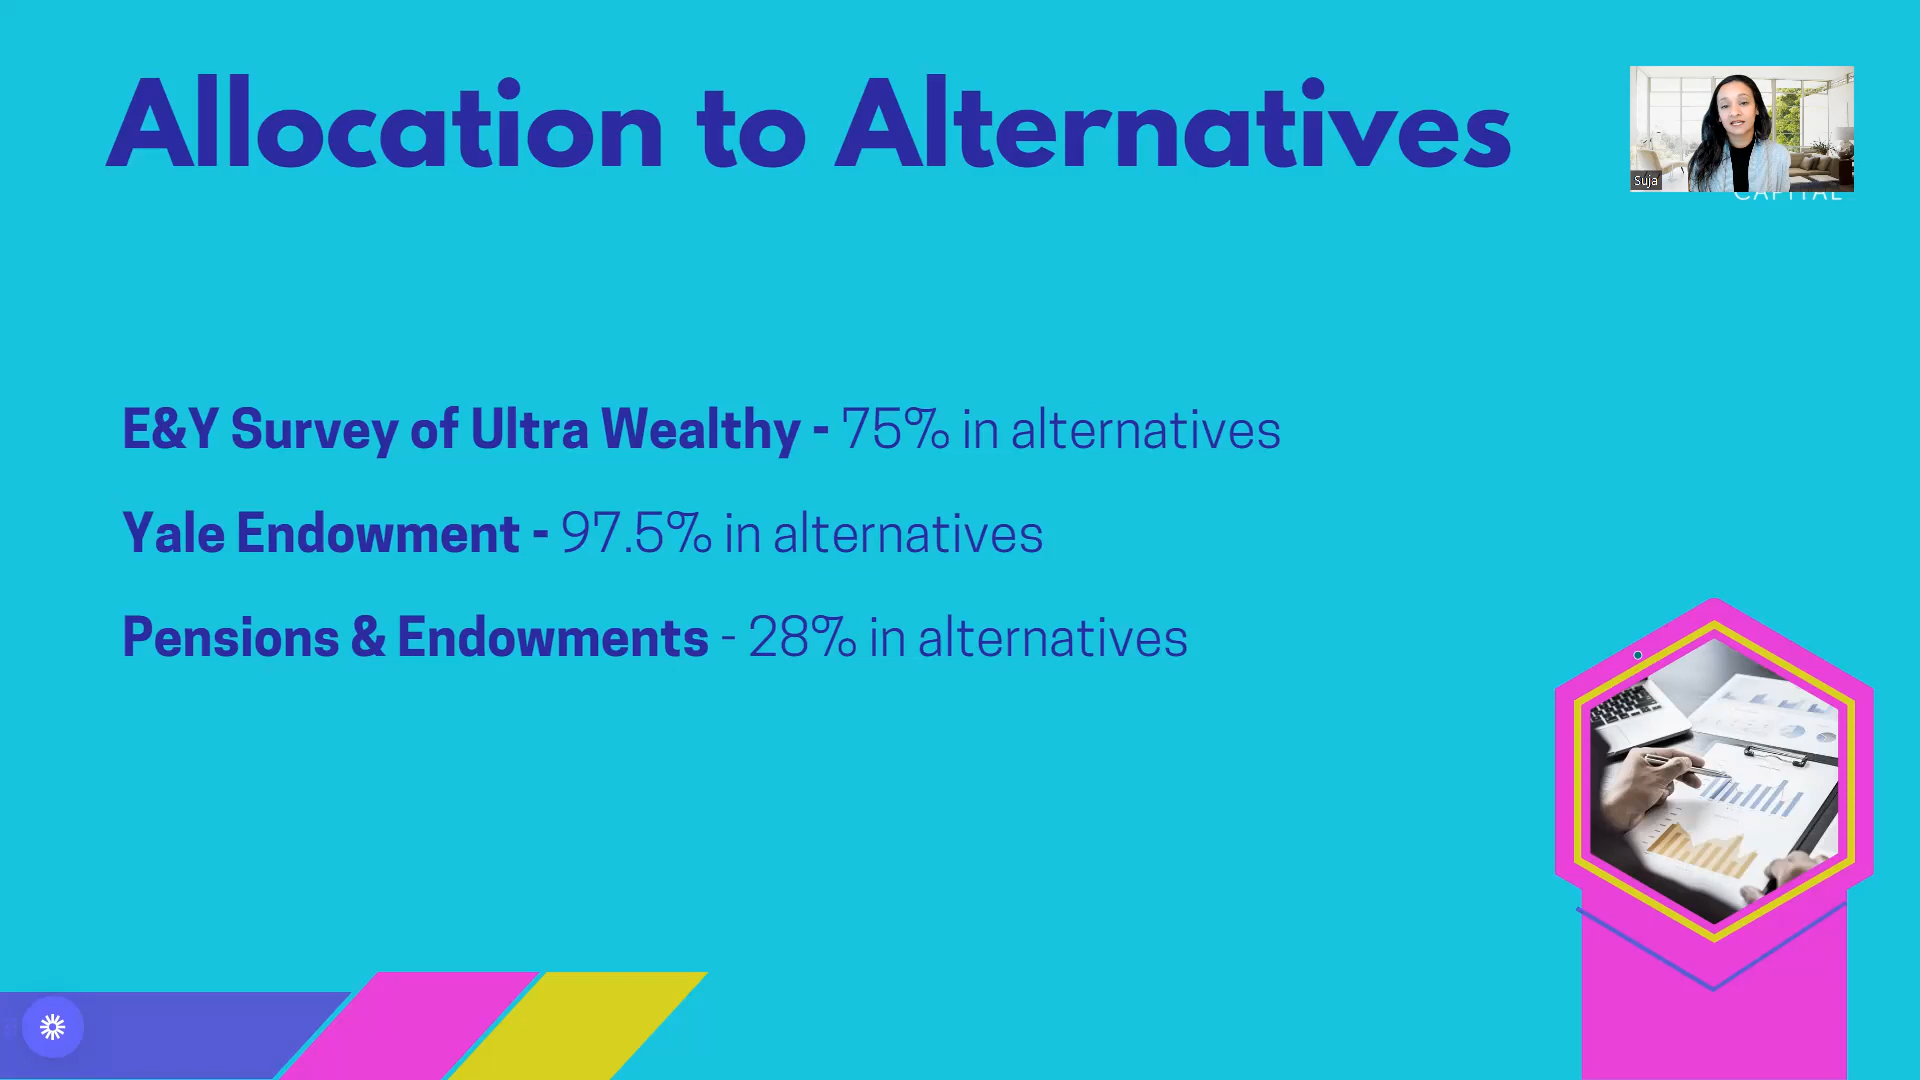 Allocation to Alternatives
Suja
CAPITAL
E&Y Survey of Ultra Wealthy - 75% in alternatives
Yale Endowment - 97.5% in alternatives
Pensions & Endowments - 28% in alternatives